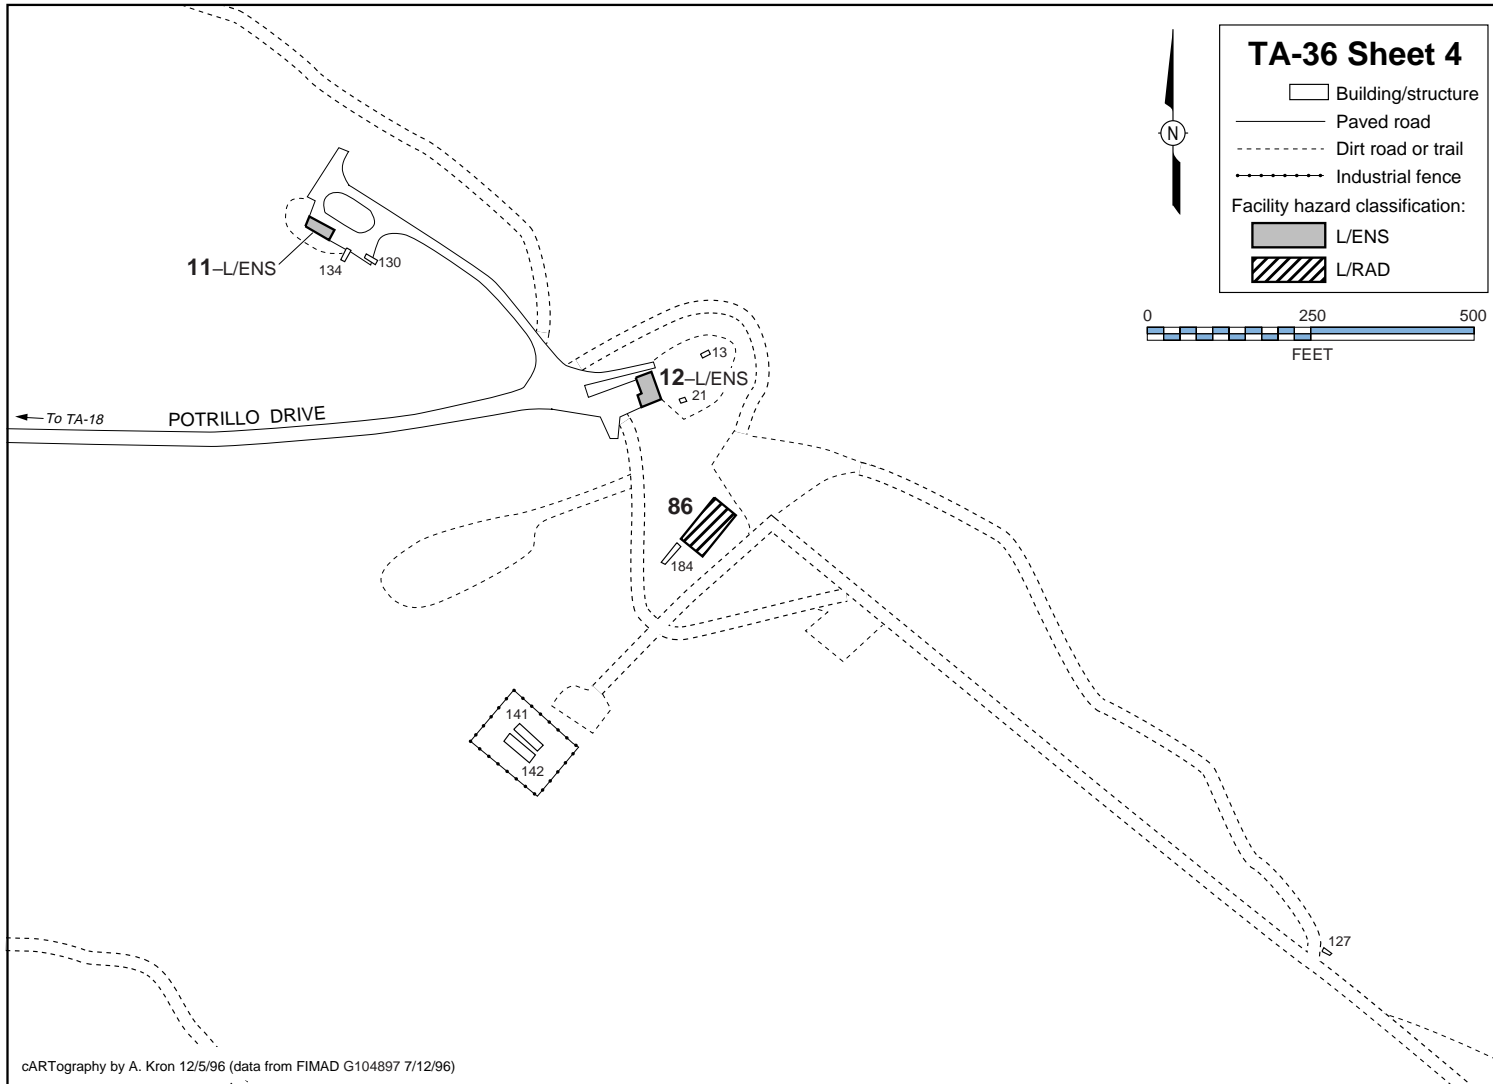 TA-36 Sheet 4
Building/structure
Paved road
Dirt road or trail
Industrial fence
Facility hazard classification:
L/ENS
L/RAD
N
0 250 500
FEET
11–L/ENS
134
130
13
12–L/ENS
21
To TA-18
POTRILLO DRIVE
86
184
141
142
127
cARTography by A. Kron 12/5/96 (data from FIMAD G104897 7/12/96)